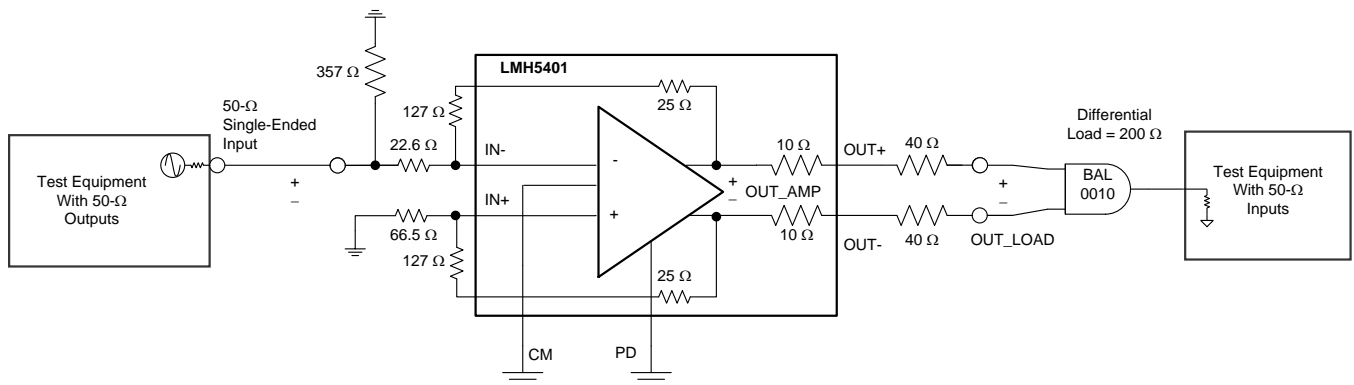 LMH5401
357 Ω
50-Ω
Single-Ended
Input
127 Ω
25 Ω
22.6 Ω
Test Equipment
With 50-Ω
Outputs
+
–
IN-
IN+
-
+
66.5 Ω
127 Ω
25 Ω
10 Ω
OUT+
40 Ω
+
–
OUT_AMP
10 Ω
OUT-
40 Ω
+
–
OUT_LOAD
Differential
Load = 200 Ω
BAL
0010
Test Equipment
With 50-Ω
Inputs
CM
PD